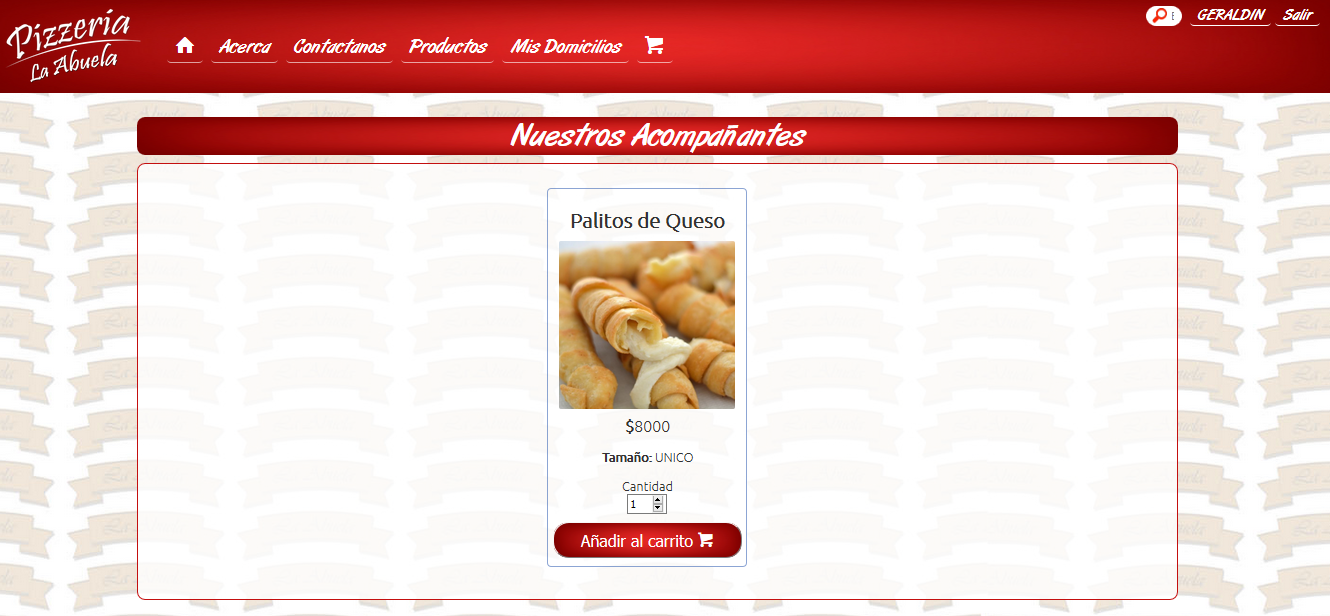 Pizzeria
La Abuela
Acerca
Contactanos
Productos
Mis Domicilios
GERALDIN
Salir
Nuestros Acompañantes
Palitos de Queso
$8000
Tamaño: UNICO
Cantidad
1
Añadir al carrito